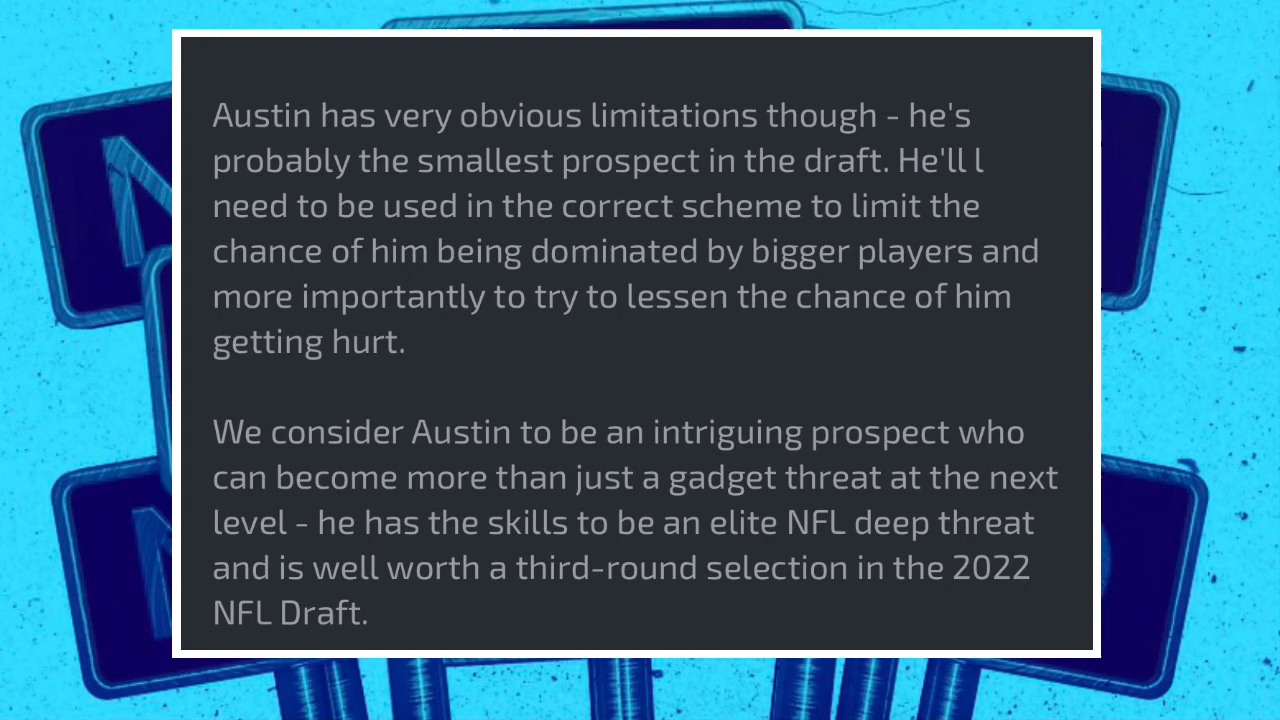 Austin has very obvious limitations though - he's
probably the smallest prospect in the draft. He'll l
need to be used in the correct scheme to limit the
chance of him being dominated by bigger players and
more importantly to try to lessen the chance of him
getting hurt.
We consider Austin to be an intriguing prospect who
can become more than just a gadget threat at the next
level - he has the skills to be an elite NFL deep threat
and is well worth a third-round selection in the 2022
NFL Draft.